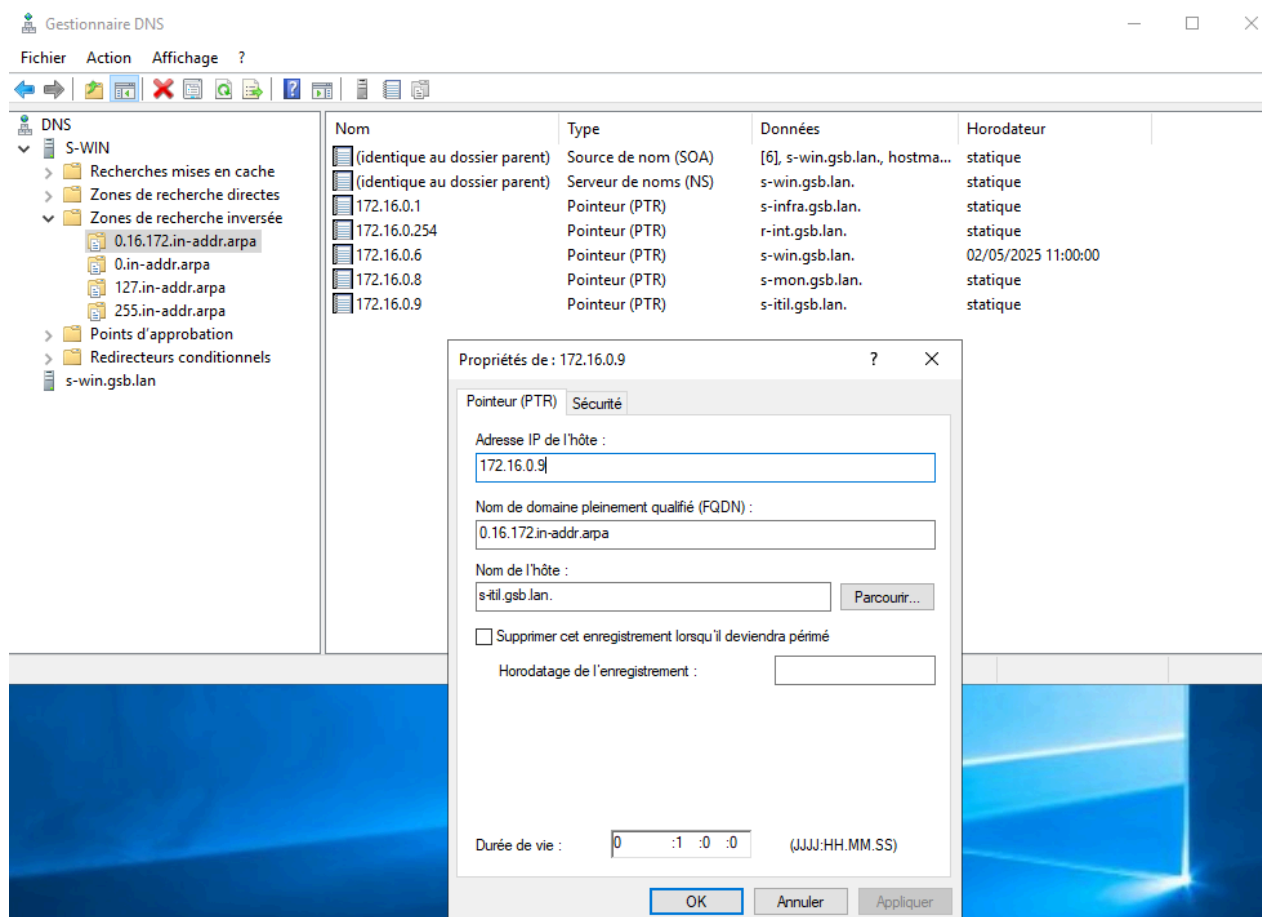 Gestionnaire DNS
Fichier Action Affichage ?
DNS
S-WIN
Recherches mises en cache
Zones de recherche directes
Zones de recherche inversée
0.16.172.in-addr.arpa
0.in-addr.arpa
127.in-addr.arpa
255.in-addr.arpa
Points d'approbation
Redirecteurs conditionnels
s-win.gsb.lan
Nom Type Données Horodateur
(identique au dossier parent) Source de nom (SOA) [6], s-win.gsb.lan., hostma... statique
(identique au dossier parent) Serveur de noms (NS) s-win.gsb.lan. statique
172.16.0.1 Pointeur (PTR) s-infra.gsb.lan. statique
172.16.0.254 Pointeur (PTR) r-int.gsb.lan. statique
172.16.0.6 Pointeur (PTR) s-win.gsb.lan. 02/05/2025 11:00:00
172.16.0.8 Pointeur (PTR) s-mon.gsb.lan. statique
172.16.0.9 Pointeur (PTR) s-itil.gsb.lan. statique
Propriétés de : 172.16.0.9 ?
Pointeur (PTR) Sécurité
Adresse IP de l'hôte :
172.16.0.9
Nom de domaine pleinement qualifié (FQDN) :
0.16.172.in-addr.arpa
Nom de l'hôte :
s-itil.gsb.lan. Parcourir...
Supprimer cet enregistrement lorsqu'il deviendra périmé
Horodatage de l'enregistrement :
Durée de vie : 0 :1 :0 :0 (JJJJ:HH.MM.SS)
OK Annuler Appliquer